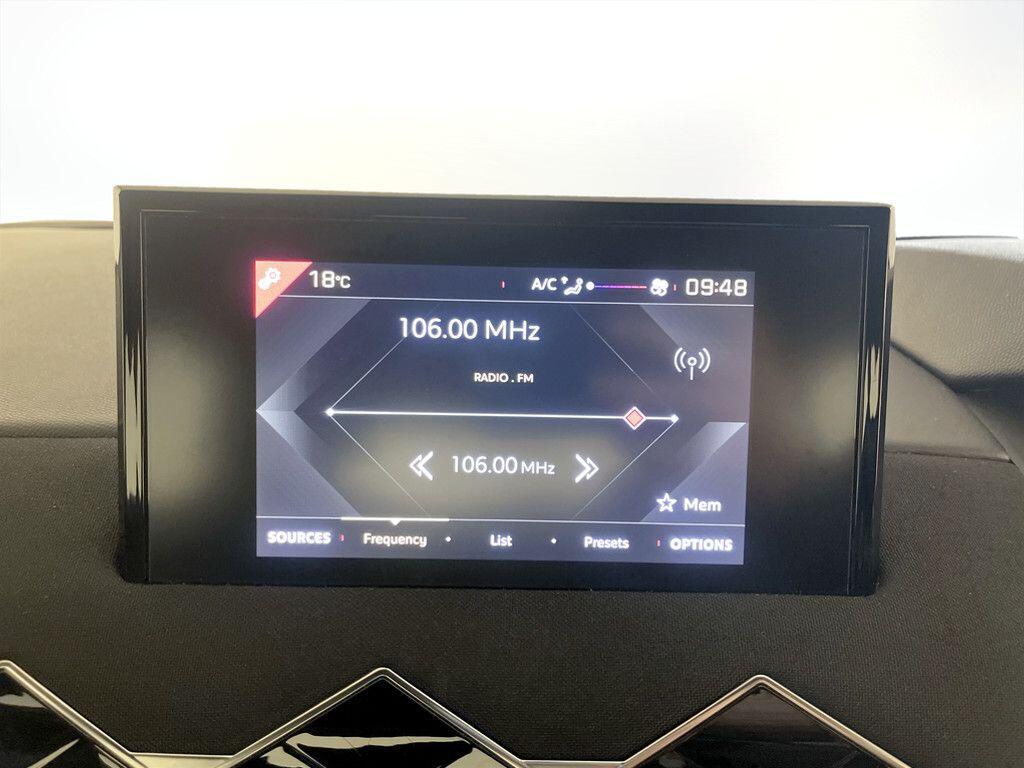 18°C A/C 09:48
106.00 MHz
RADIO . FM
106.00 MHz
Mem
SOURCES Frequency List Presets OPTIONS